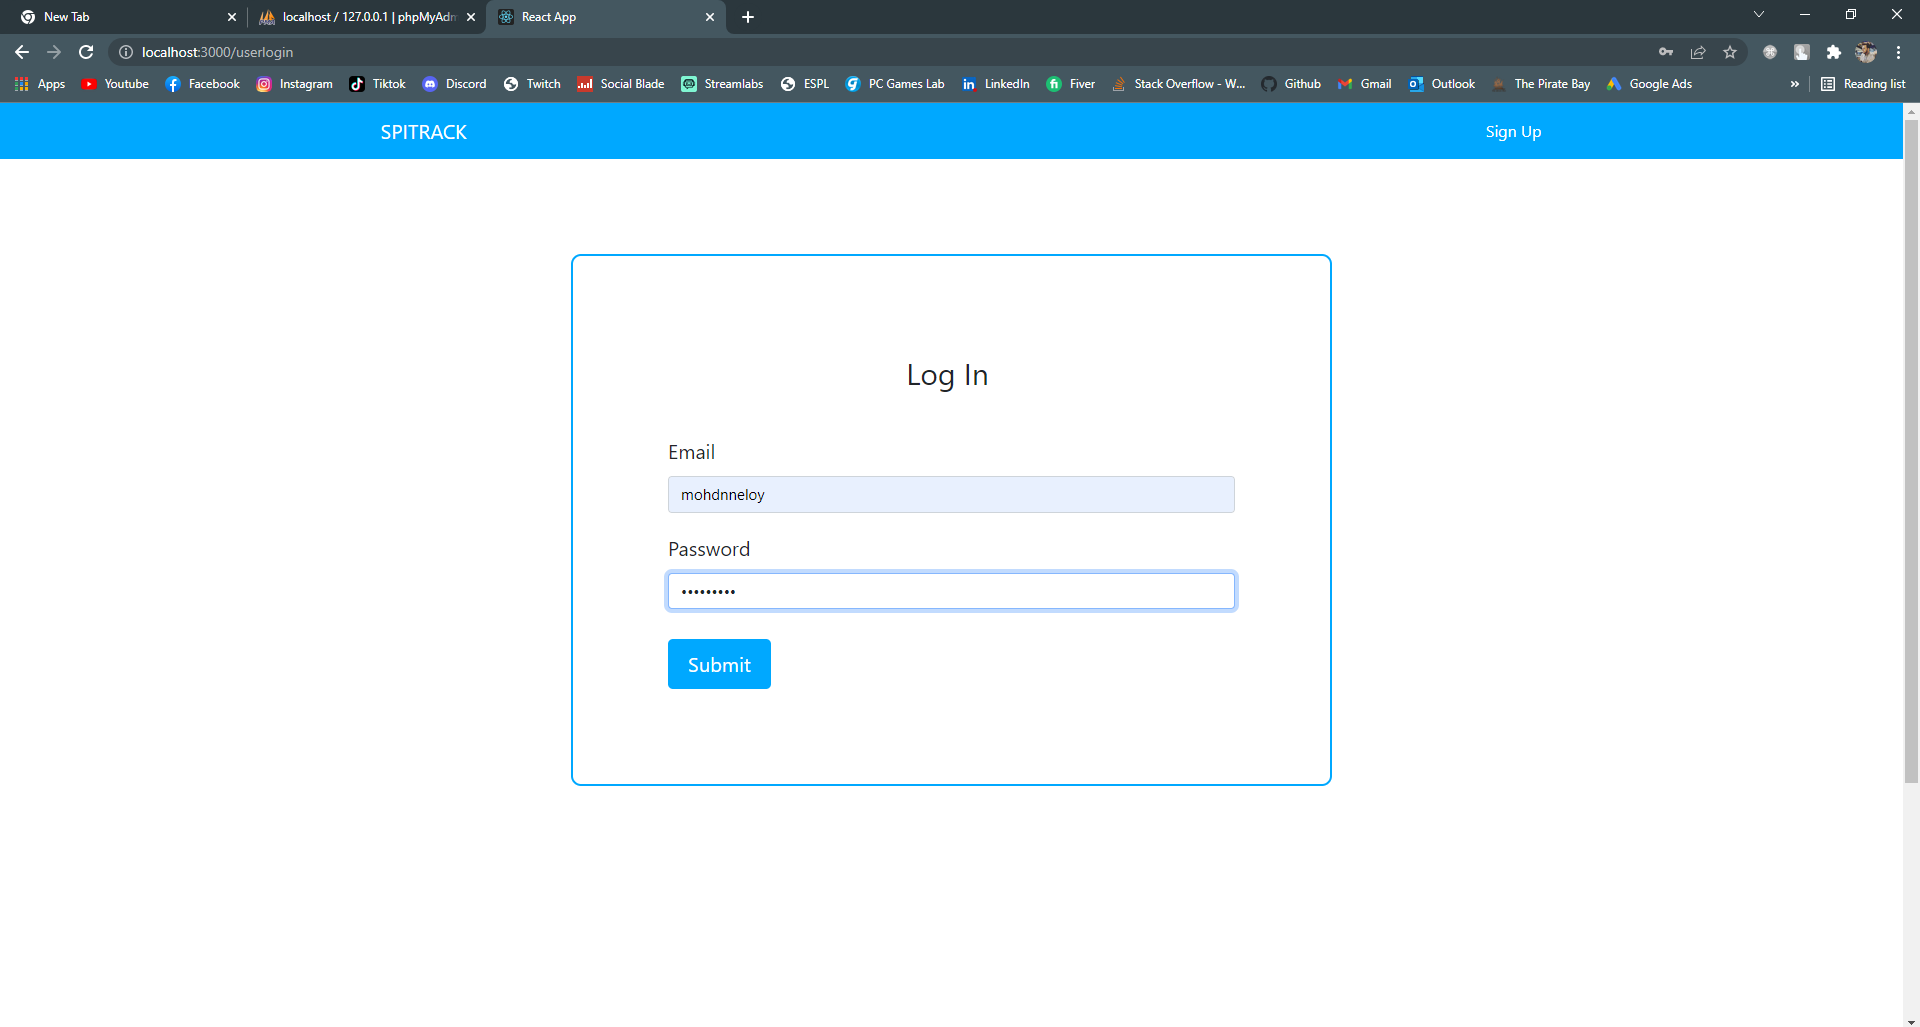 New Tab
localhost / 127.0.0.1 | phpMyAdm
React App
localhost:3000/userlogin
Apps Youtube Facebook Instagram Tiktok Discord Twitch Social Blade Streamlabs ESPL PC Games Lab LinkedIn Fiver Stack Overflow - W... Github Gmail Outlook The Pirate Bay Google Ads » Reading list
SPITRACK
Sign Up
Log In
Email
mohdnneloy
Password
•••••••••
Submit